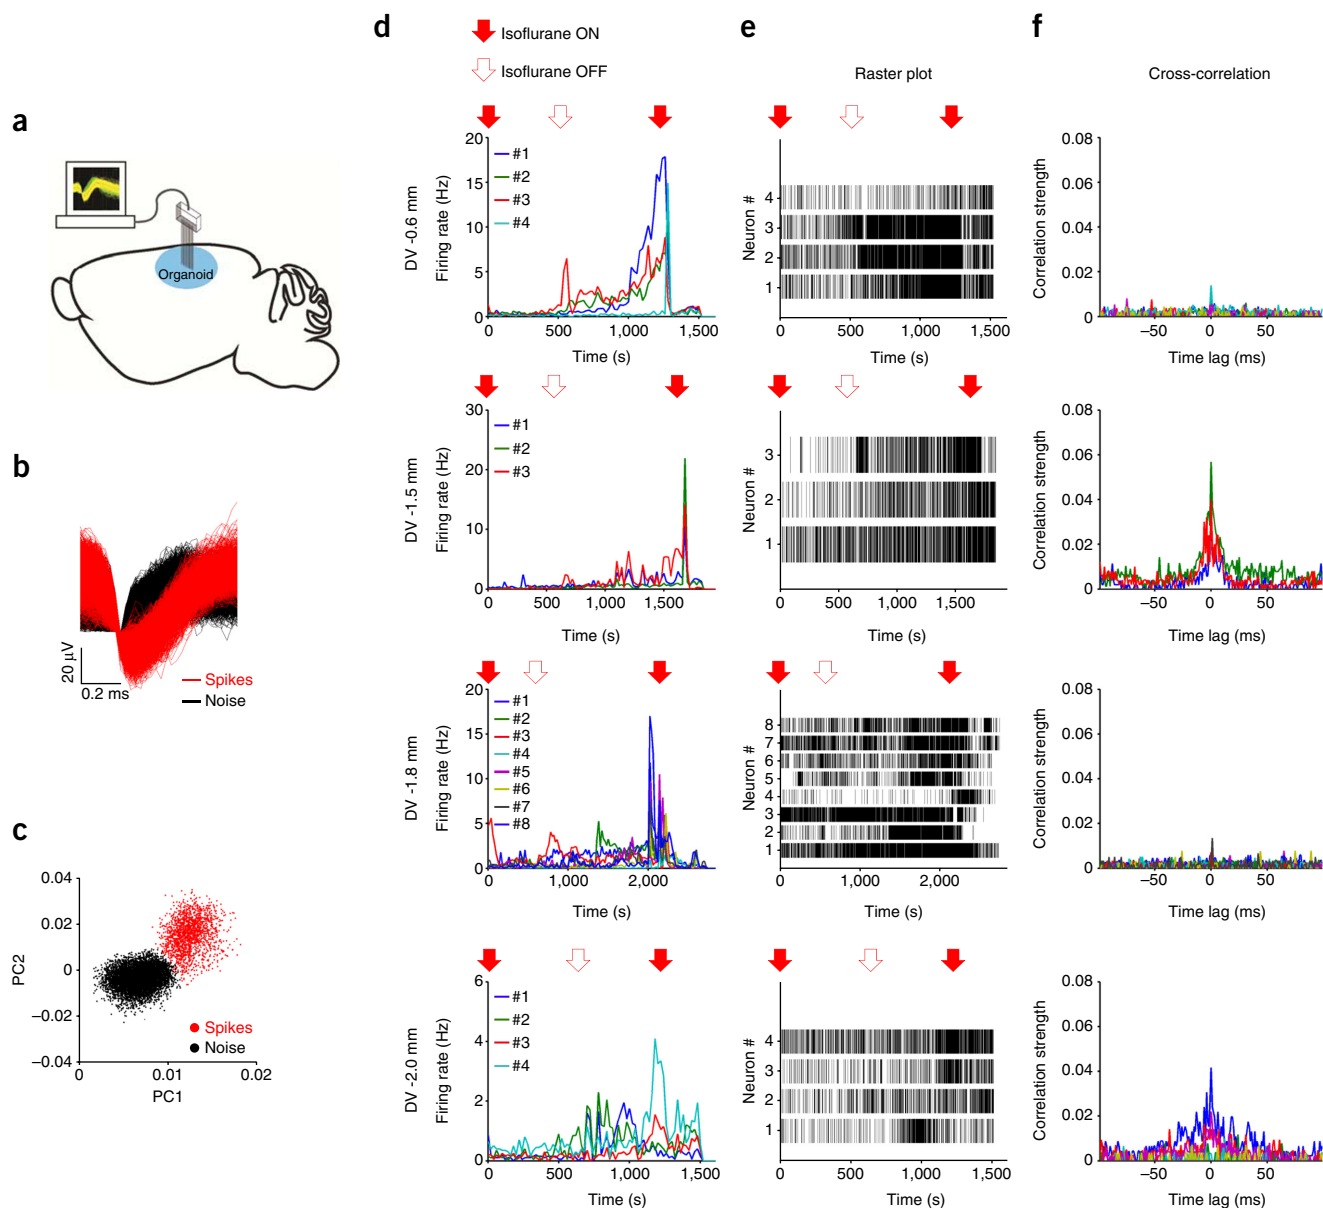 a
Organoid
b
20 µV
0.2 ms
Spikes
Noise
c
0.04
0.02
0
–0.02
–0.04
PC2
0
0.01
0.02
PC1
Spikes
Noise
d
Isoflurane ON
Isoflurane OFF
DV -0.6 mm
Firing rate (Hz)
20
15
10
5
0
#1
#2
#3
#4
0
500
1,000
1,500
Time (s)
DV -1.5 mm
Firing rate (Hz)
30
20
10
0
#1
#2
#3
0
500
1,000
1,500
Time (s)
DV -1.8 mm
Firing rate (Hz)
20
15
10
5
0
#1
#2
#3
#4
#5
#6
#7
#8
0
1,000
2,000
Time (s)
DV -2.0 mm
Firing rate (Hz)
6
4
2
0
#1
#2
#3
#4
0
500
1,000
1,500
Time (s)
e
Raster plot
Neuron #
4
3
2
1
0
500
1,000
1,500
Time (s)
Neuron #
3
2
1
0
500
1,000
1,500
Time (s)
Neuron #
8
7
6
5
4
3
2
1
0
1,000
2,000
Time (s)
Neuron #
4
3
2
1
0
500
1,000
1,500
Time (s)
f
Cross-correlation
Correlation strength
0.08
0.06
0.04
0.02
0
–50
0
50
Time lag (ms)
Correlation strength
0.08
0.06
0.04
0.02
0
–50
0
50
Time lag (ms)
Correlation strength
0.08
0.06
0.04
0.02
0
–50
0
50
Time lag (ms)
Correlation strength
0.08
0.06
0.04
0.02
0
–50
0
50
Time lag (ms)